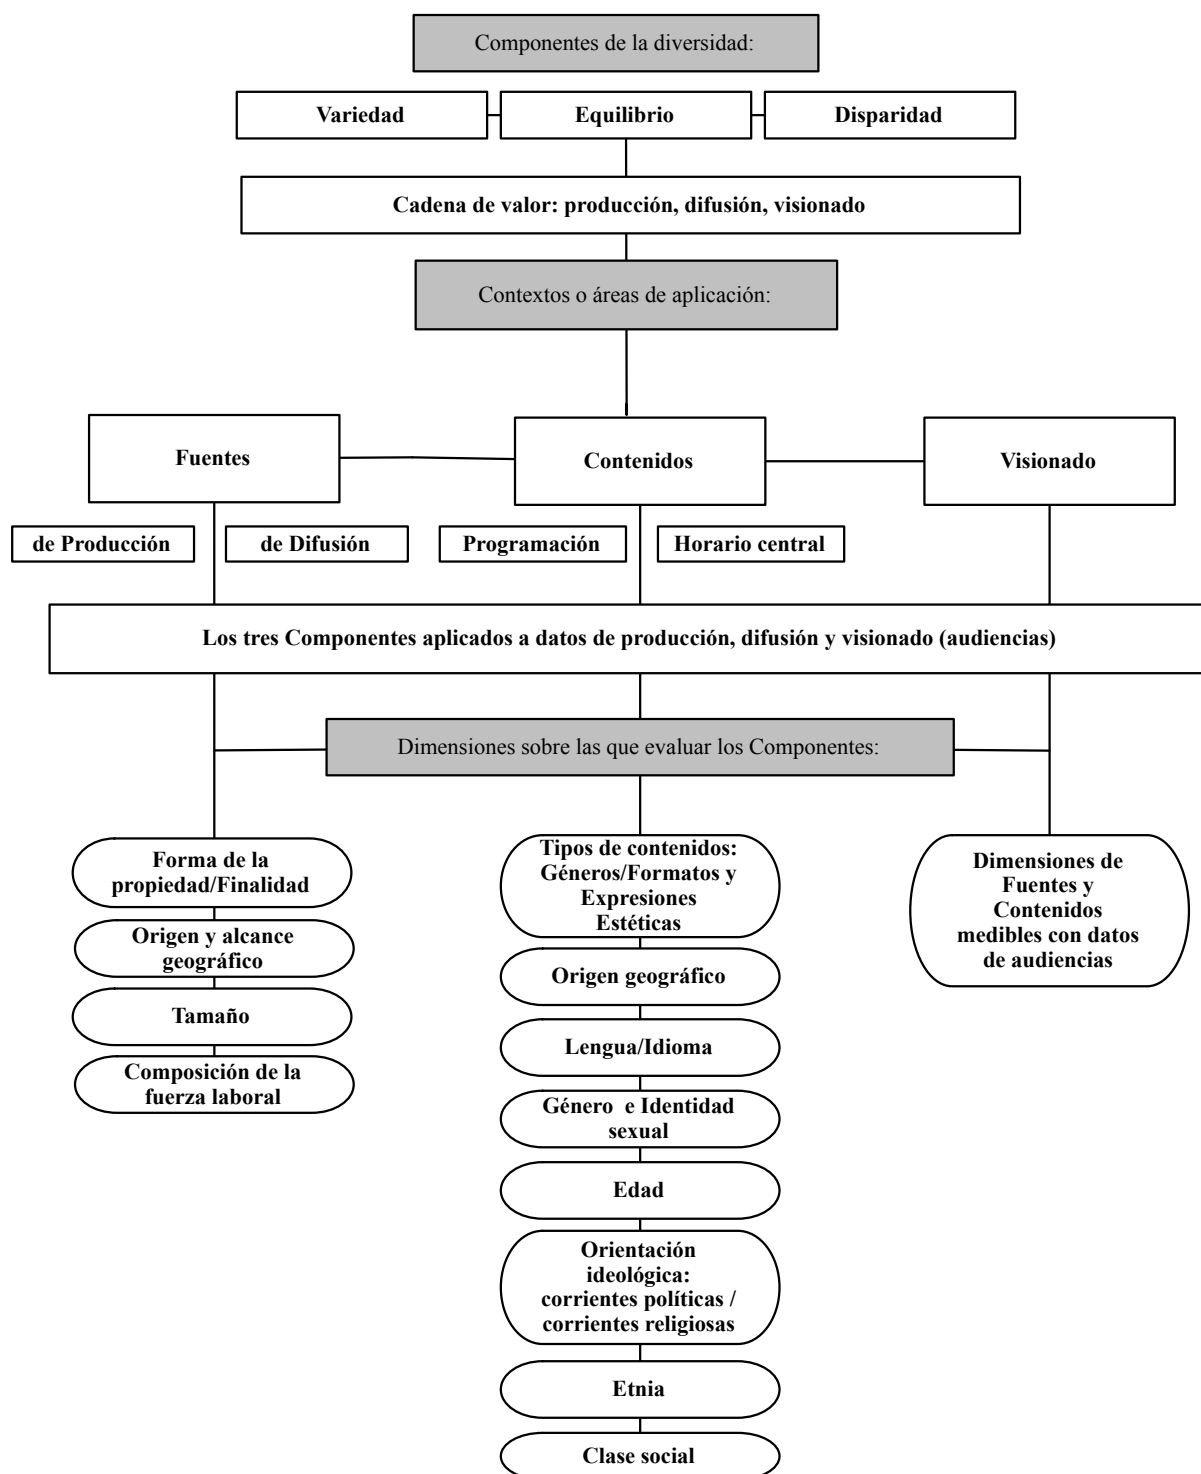 Componentes de la diversidad:
Variedad
Equilibrio
Disparidad
Cadena de valor: producción, difusión, visionado
Contextos o áreas de aplicación:
Fuentes
Contenidos
Visionado
de Producción
de Difusión
Programación
Horario central
Los tres Componentes aplicados a datos de producción, difusión y visionado (audiencias)
Dimensiones sobre las que evaluar los Componentes:
Forma de la
propiedad/Finalidad
Origen y alcance
geográfico
Tamaño
Composición de la
fuerza laboral
Tipos de contenidos:
Géneros/Formatos y
Expresiones
Estéticas
Origen geográfico
Lengua/Idioma
Género e Identidad
sexual
Edad
Orientación
ideológica:
corrientes políticas /
corrientes religiosas
Etnia
Clase social
Dimensiones de
Fuentes y
Contenidos
medibles con datos
de audiencias